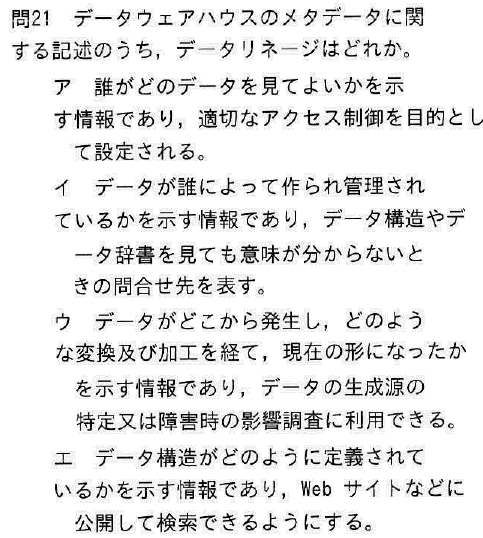 問21　データウェアハウスのメタデータに関
する記述のうち，データリネージはどれか。
ア　誰がどのデータを見てよいかを示
す情報であり，適切なアクセス制御を目的とし
て設定される。
イ　データが誰によって作られ管理され
ているかを示す情報であり，データ構造やデ
ータ辞書を見ても意味が分からないと
きの問合せ先を表す。
ウ　データがどこから発生し，どのよう
な変換及び加工を経て，現在の形になったか
を示す情報であり，データの生成源の
特定又は障害時の影響調査に利用できる。
エ　データ構造がどのように定義されて
いるかを示す情報であり，Web サイトなどに
公開して検索できるようにする。